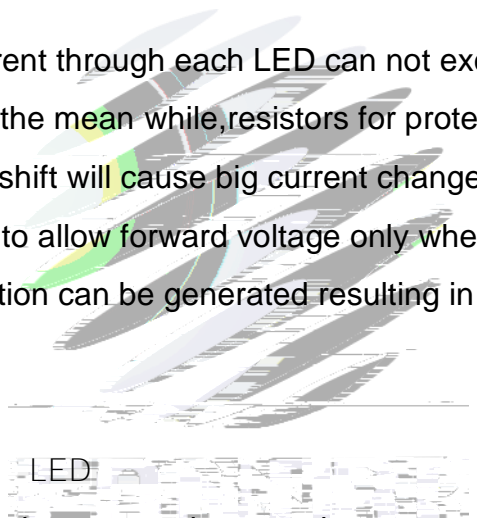 rent through each LED can not exc
the mean while,resistors for prote
shift will cause big current change
to allow forward voltage only whe
tion can be generated resulting in
LED